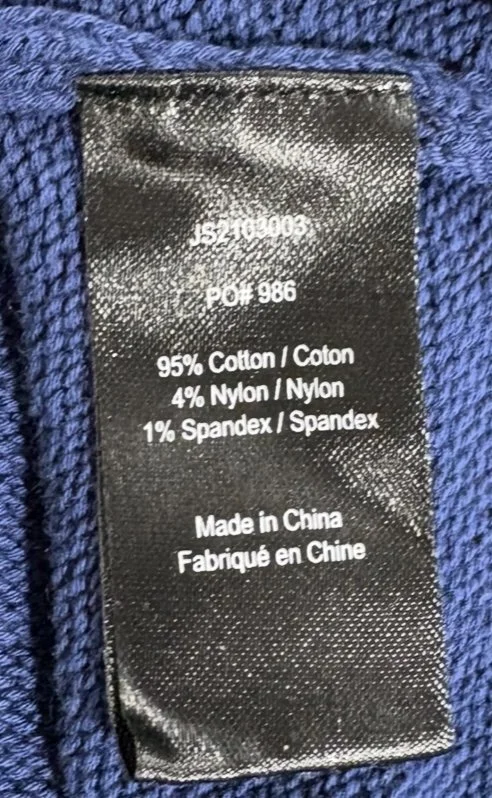 JS2103003
PO# 986
95% Cotton / Coton
4% Nylon / Nylon
1% Spandex / Spandex
Made in China
Fabriqué en Chine